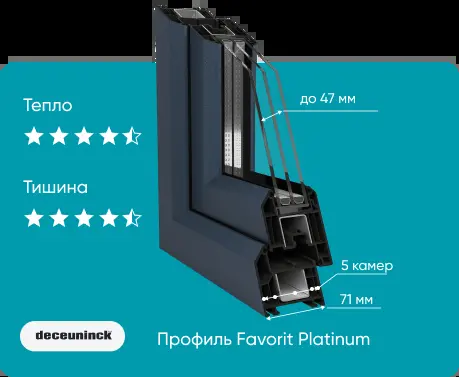 Тепло
до 47 мм
Тишина
5 камер
71 мм
deceuninck
Профиль Favorit Platinum